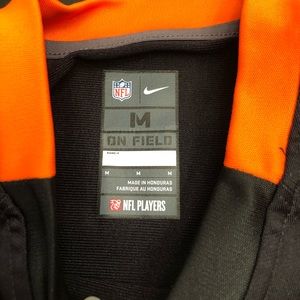 NFL
M
ON FIELD
M M M
MADE IN HONDURAS
FABRIQUE AU HONDURAS
NFL PLAYERS